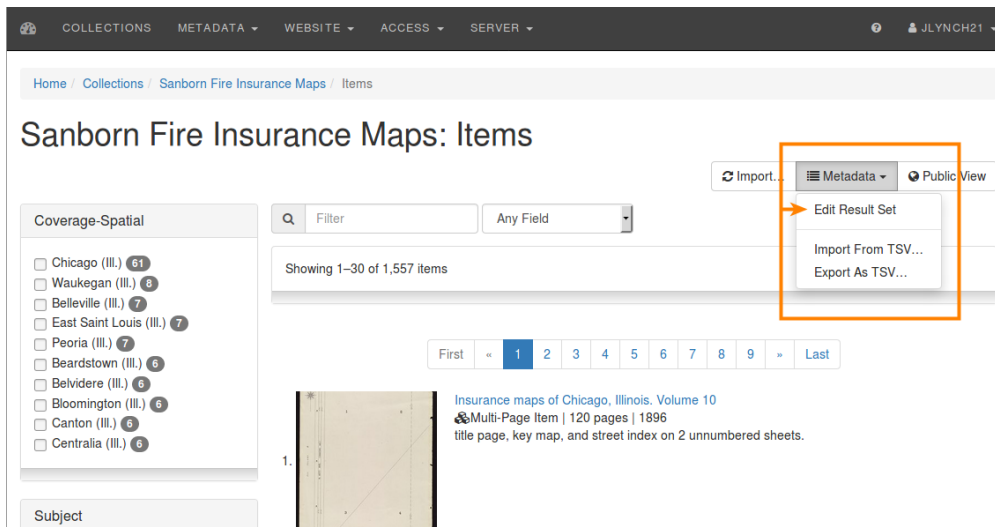 COLLECTIONS METADATA WEBSITE ACCESS SERVER JLYNCH21
Home / Collections / Sanborn Fire Insurance Maps / Items
Sanborn Fire Insurance Maps: Items
Import... Metadata Public View
Edit Result Set
Import From TSV...
Export As TSV...
Coverage-Spatial
Chicago (Ill.) 61
Waukegan (Ill.) 8
Belleville (Ill.) 7
East Saint Louis (Ill.) 7
Peoria (Ill.) 7
Beardstown (Ill.) 6
Belvidere (Ill.) 6
Bloomington (Ill.) 6
Canton (Ill.) 6
Centralia (Ill.) 6
Subject
Filter Any Field
Showing 1–30 of 1,557 items
First « 1 2 3 4 5 6 7 8 9 » Last
1.
Insurance maps of Chicago, Illinois. Volume 10
Multi-Page Item | 120 pages | 1896
title page, key map, and street index on 2 unnumbered sheets.